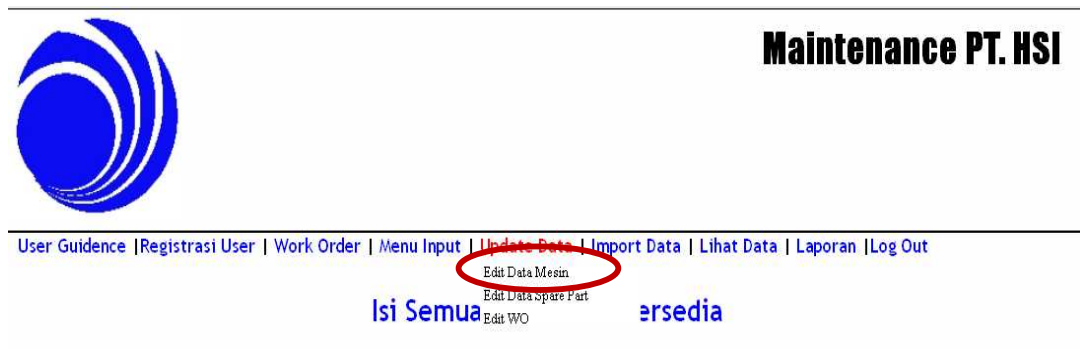 Maintenance PT. HSI
User Guidence |Registrasi User | Work Order | Menu Input | Update Data | Import Data | Lihat Data | Laporan |Log Out
Edit Data Mesin
Edit Data Spare Part
Edit WO
Isi Semua ersedia